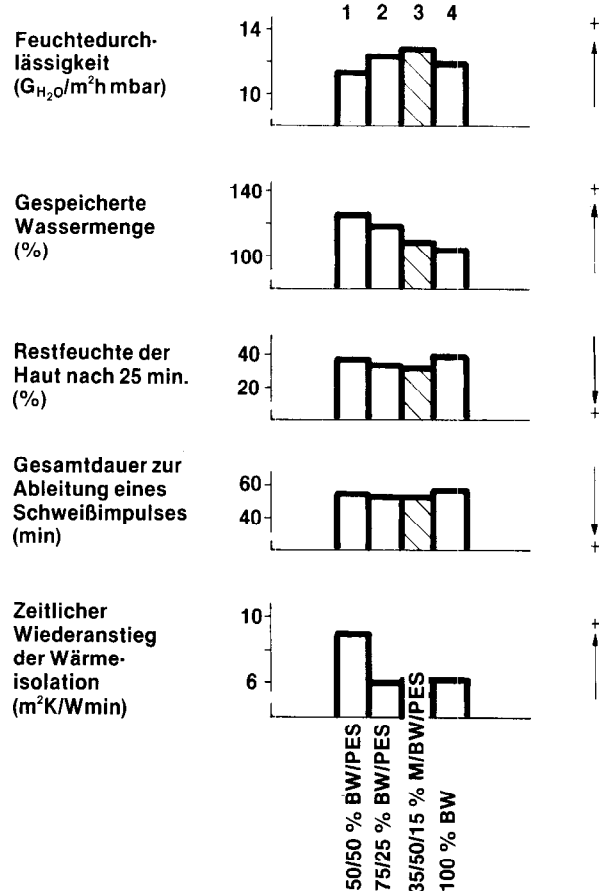 1 2 3 4
Feuchtedurch-
lässigkeit
(G_H₂O/m²h mbar)
14
10
+
Gespeicherte
Wassermenge
(%)
140
100
+
Restfeuchte der
Haut nach 25 min.
(%)
40
20
+
Gesamtdauer zur
Ableitung eines
Schweißimpulses
(min)
60
40
+
Zeitlicher
Wiederanstieg
der Wärme-
isolation
(m²K/Wmin)
10
6
+
50/50 % BW/PES
75/25 % BW/PES
35/50/15 % M/BW/PES
100 % BW